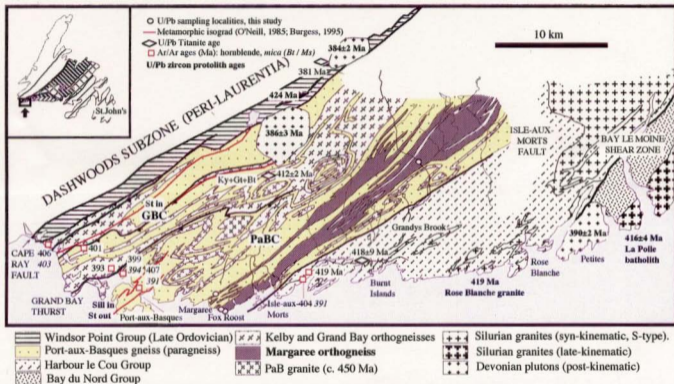 U/Pb sampling localities, this study
Metamorphic isograd (O'Neill, 1985; Burgess, 1995)
U/Pb Titanite age
Ar/Ar ages (Ma): hornblende, mica (Bt / Ms)
U/Pb zircon protolith ages
St.John's
10 km
384±2 Ma
381 Ma
424 Ma
386±3 Ma
DASHWOODS SUBZONE (PERI-LAURENTIA)
ISLE-AUX-
MORTS
FAULT
BAY LE MOINE
SHEAR ZONE
Ky+Gt+Bt
412±2 Ma
St in
GBC
PaBC
CAPE
RAY
FAULT
406
403
401
393
399
394
407
391
GRAND BAY
THURST
Sill in
St out
Port-aux-Basques
Margaree
Fox Roost
Isle-aux-
Morts
404 391
419 Ma
418±9 Ma
Burnt
Islands
Grandys Brook
419 Ma
Rose Blanche granite
Rose
Blanche
390±2 Ma
Petites
416±4 Ma
La Poile
batholith
Windsor Point Group (Late Ordovician)
Port-aux-Basques gneiss (paragneiss)
Harbour le Cou Group
Bay du Nord Group
Kelby and Grand Bay orthogneisses
Margaree orthogneiss
PaB granite (c. 450 Ma)
Silurian granites (syn-kinematic, S-type).
Silurian granites (late-kinematic)
Devonian plutons (post-kinematic)